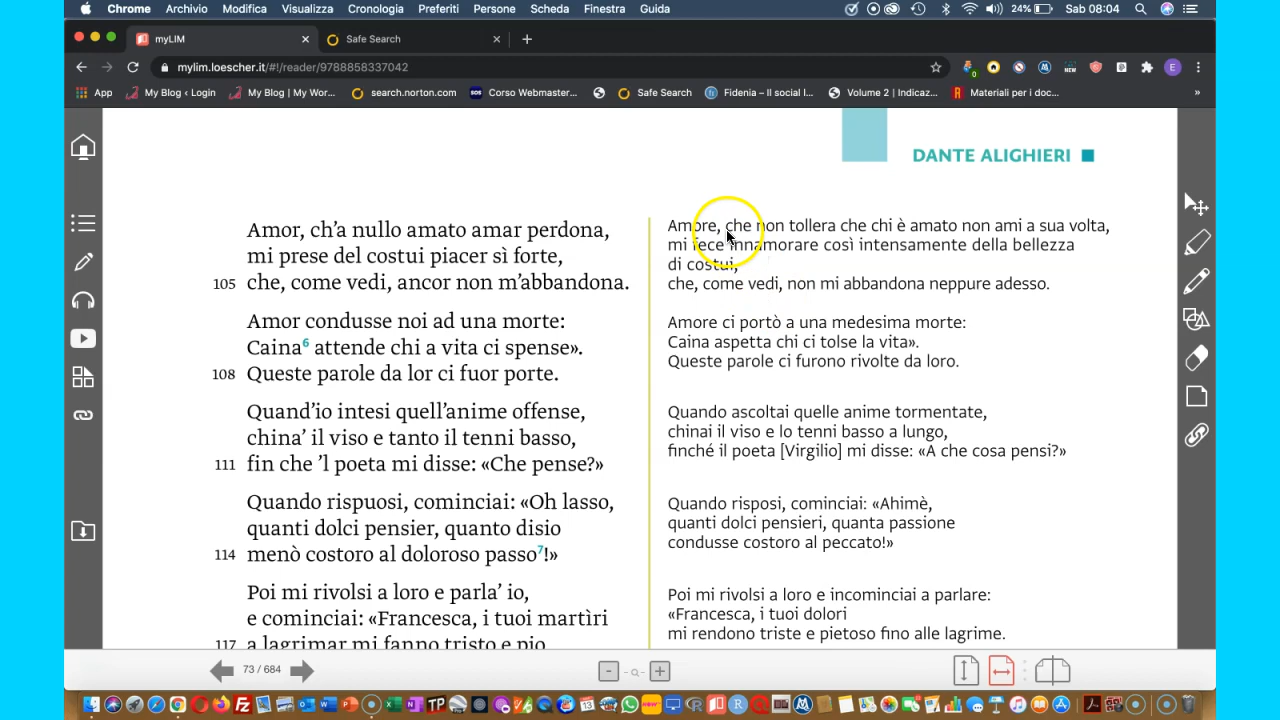 Chrome Archivio Modifica Visualizza Cronologia Preferiti Persone Scheda Finestra Guida 24% Sab 08:04
myLIM Safe Search
mylim.loescher.it/#!/reader/9788858337042
App My Blog ‹ Login My Blog | My Wor... search.norton.com Corso Webmaster... Safe Search Fidenia – Il social I... Volume 2 | Indicaz... Materiali per i doc... »
DANTE ALIGHIERI
Amor, ch'a nullo amato amar perdona,
mi prese del costui piacer sì forte,
105 che, come vedi, ancor non m'abbandona.
Amor condusse noi ad una morte:
Caina6 attende chi a vita ci spense».
108 Queste parole da lor ci fuor porte.
Quand'io intesi quell'anime offense,
china' il viso e tanto il tenni basso,
111 fin che 'l poeta mi disse: «Che pense?»
Quando rispuosi, cominciai: «Oh lasso,
quanti dolci pensier, quanto disio
114 menò costoro al doloroso passo7!»
Poi mi rivolsi a loro e parla' io,
e cominciai: «Francesca, i tuoi martìri
117 a lagrimar mi fanno tristo e pio
Amore, che non tollera che chi è amato non ami a sua volta,
mi fece innamorare così intensamente della bellezza
di costui,
che, come vedi, non mi abbandona neppure adesso.
Amore ci portò a una medesima morte:
Caina aspetta chi ci tolse la vita».
Queste parole ci furono rivolte da loro.
Quando ascoltai quelle anime tormentate,
chinai il viso e lo tenni basso a lungo,
finché il poeta [Virgilio] mi disse: «A che cosa pensi?»
Quando risposi, cominciai: «Ahimè,
quanti dolci pensieri, quanta passione
condusse costoro al peccato!»
Poi mi rivolsi a loro e incominciai a parlare:
«Francesca, i tuoi dolori
mi rendono triste e pietoso fino alle lagrime.
73 / 684